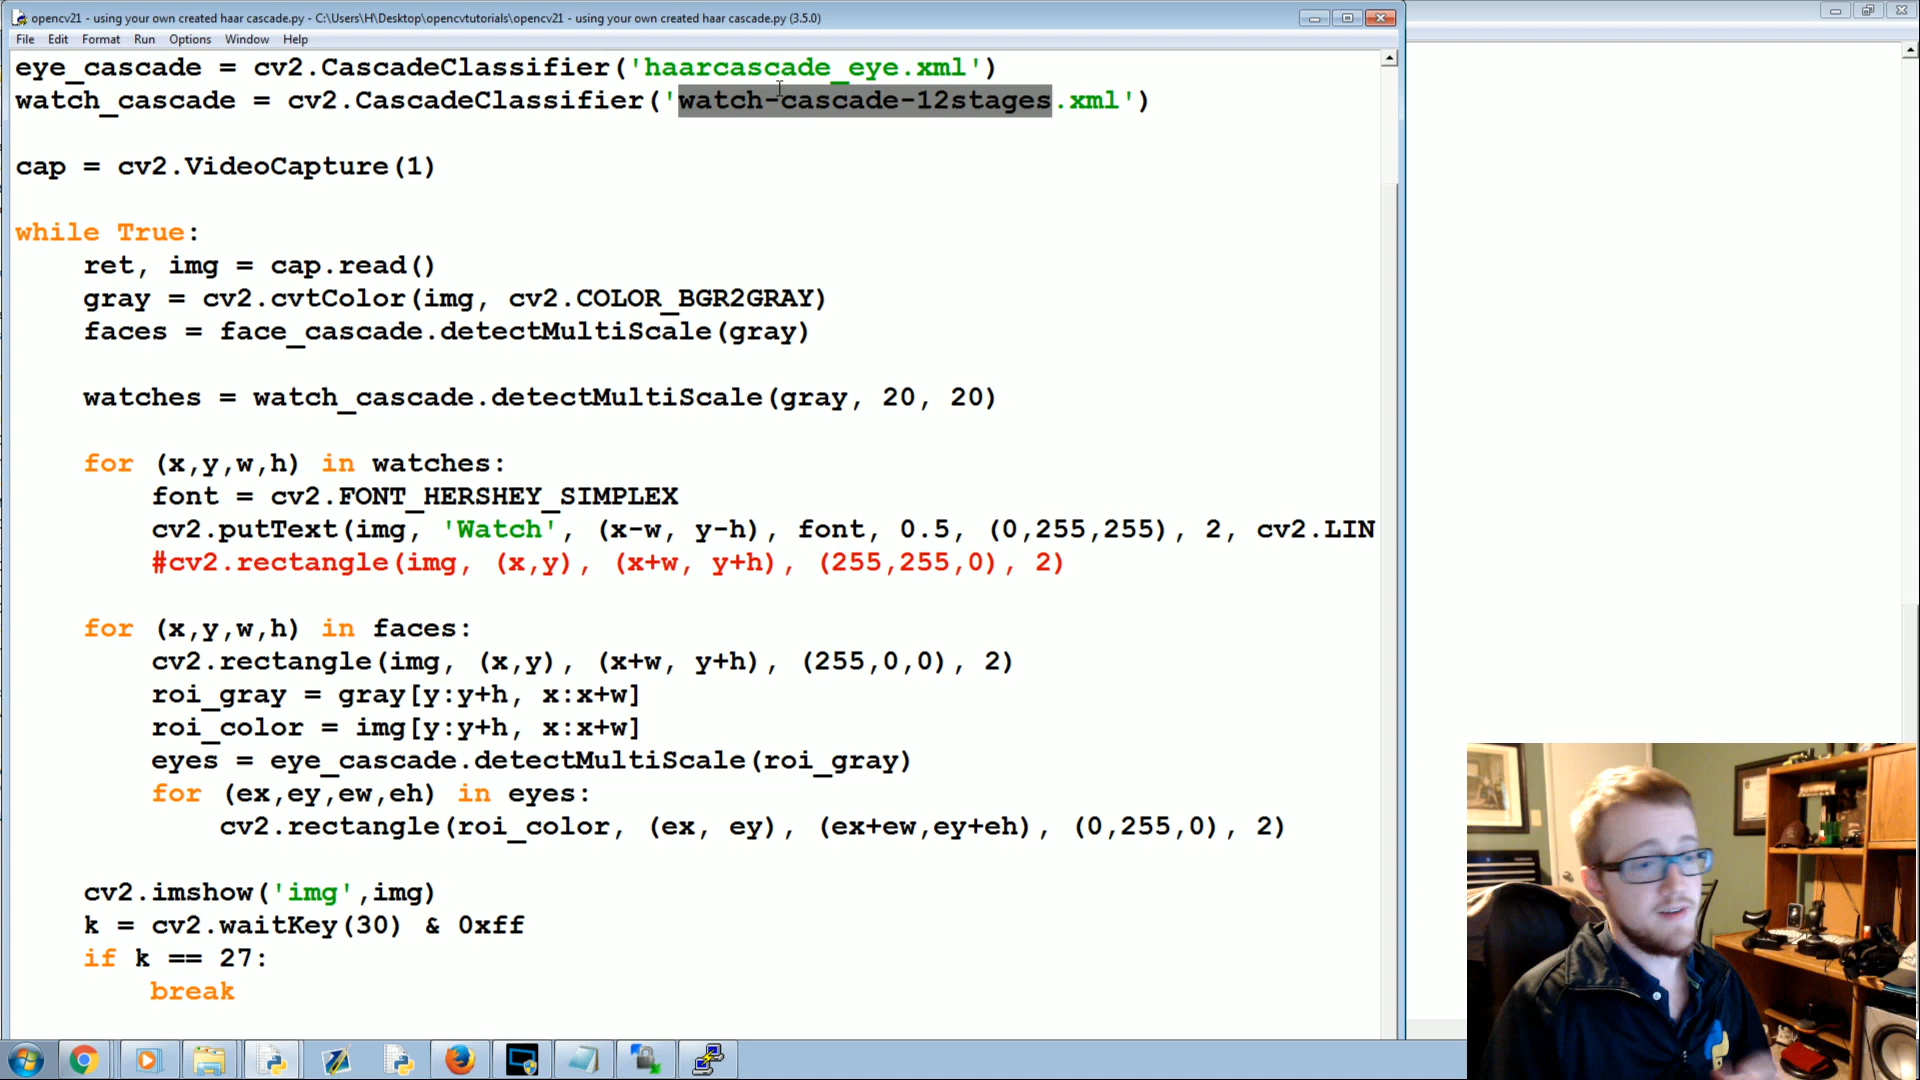 opencv21 - using your own created haar cascade.py - C:\Users\H\Desktop\opencvtutorials\opencv21 - using your own created haar cascade.py (3.5.0)
File Edit Format Run Options Window Help
eye_cascade = cv2.CascadeClassifier('haarcascade_eye.xml')
watch_cascade = cv2.CascadeClassifier('watch-cascade-12stages.xml')
cap = cv2.VideoCapture(1)
while True:
ret, img = cap.read()
gray = cv2.cvtColor(img, cv2.COLOR_BGR2GRAY)
faces = face_cascade.detectMultiScale(gray)
watches = watch_cascade.detectMultiScale(gray, 20, 20)
for (x,y,w,h) in watches:
font = cv2.FONT_HERSHEY_SIMPLEX
cv2.putText(img, 'Watch', (x-w, y-h), font, 0.5, (0,255,255), 2, cv2.LIN
#cv2.rectangle(img, (x,y), (x+w, y+h), (255,255,0), 2)
for (x,y,w,h) in faces:
cv2.rectangle(img, (x,y), (x+w, y+h), (255,0,0), 2)
roi_gray = gray[y:y+h, x:x+w]
roi_color = img[y:y+h, x:x+w]
eyes = eye_cascade.detectMultiScale(roi_gray)
for (ex,ey,ew,eh) in eyes:
cv2.rectangle(roi_color, (ex, ey), (ex+ew,ey+eh), (0,255,0), 2)
cv2.imshow('img',img)
k = cv2.waitKey(30) & 0xff
if k == 27:
break